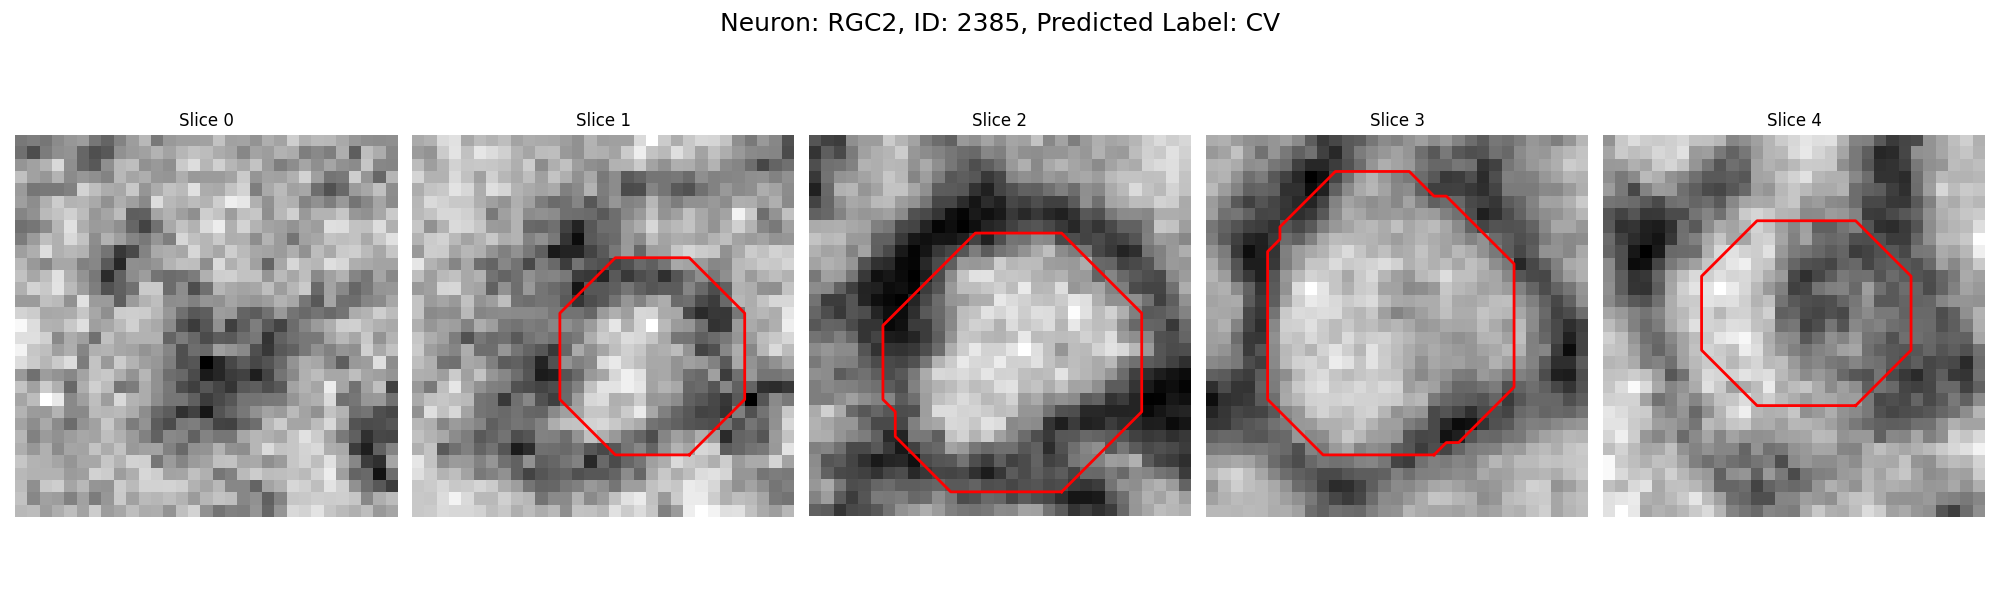 Neuron: RGC2, ID: 2385, Predicted Label: CV
Slice 0
Slice 1
Slice 2
Slice 3
Slice 4